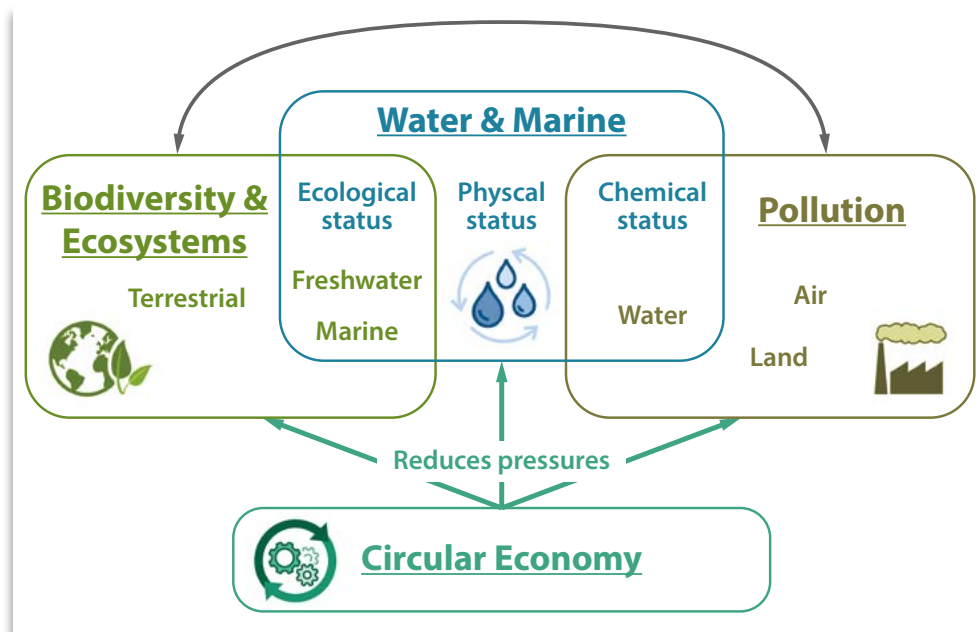 Water & Marine
Biodiversity &
Ecosystems
Terrestrial
Ecological
status
Freshwater
Marine
Physcal
status
Chemical
status
Water
Pollution
Air
Land
Reduces pressures
Circular Economy